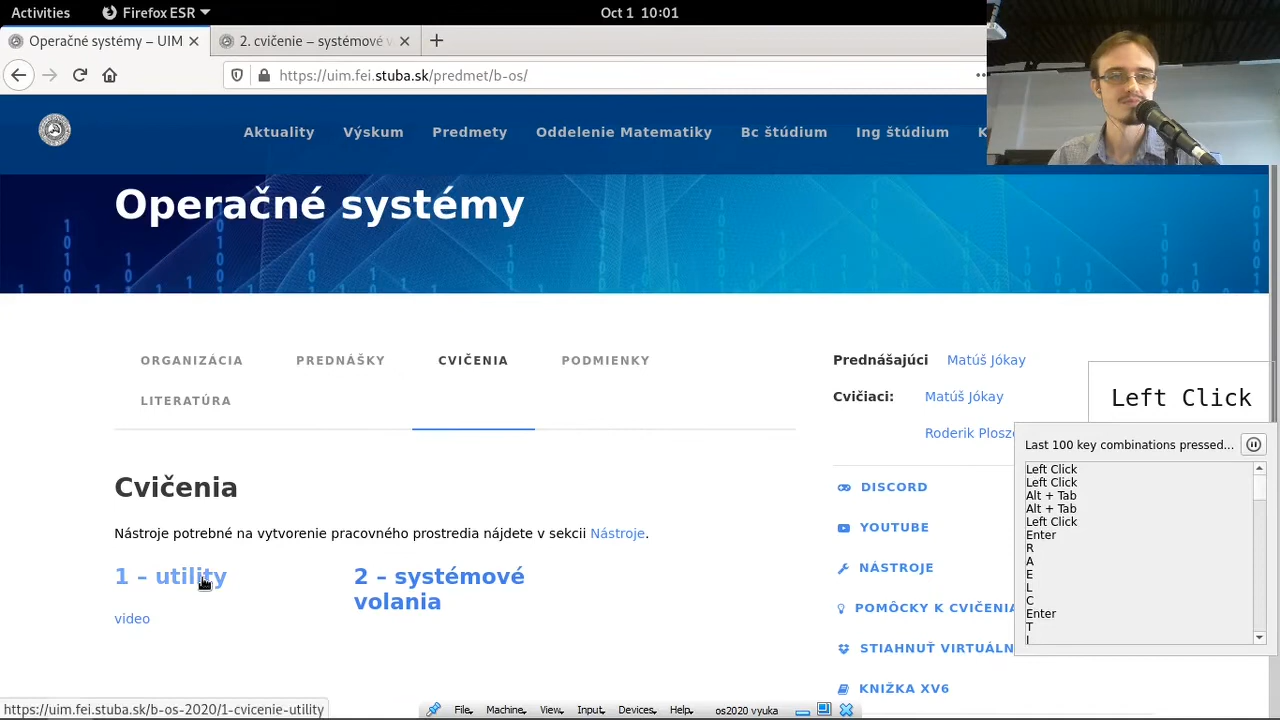 Activities
Firefox ESR
Oct 1 10:01
Operačné systémy – UIM
2. cvičenie – systémové
https://uim.fei.stuba.sk/predmet/b-os/
Aktuality
Výskum
Predmety
Oddelenie Matematiky
Bc štúdium
Ing štúdium
K
Operačné systémy
ORGANIZÁCIA
PREDNÁŠKY
CVIČENIA
PODMIENKY
LITERATÚRA
Prednášajúci
Matúš Jókay
Cvičiaci:
Matúš Jókay
Roderik Plosz
Cvičenia
Nástroje potrebné na vytvorenie pracovného prostredia nájdete v sekcii Nástroje.
1 – utility
video
2 – systémové
volania
DISCORD
YOUTUBE
NÁSTROJE
POMÔCKY K CVIČENIA
STIAHNUŤ VIRTUÁLN
KNIŽKA XV6
Left Click
Last 100 key combinations pressed...
Left Click
Left Click
Alt + Tab
Alt + Tab
Left Click
Enter
R
A
E
L
C
Enter
T
https://uim.fei.stuba.sk/b-os-2020/1-cvicenie-utility
File
Machine
View
Input
Devices
Help
os2020 vyuka